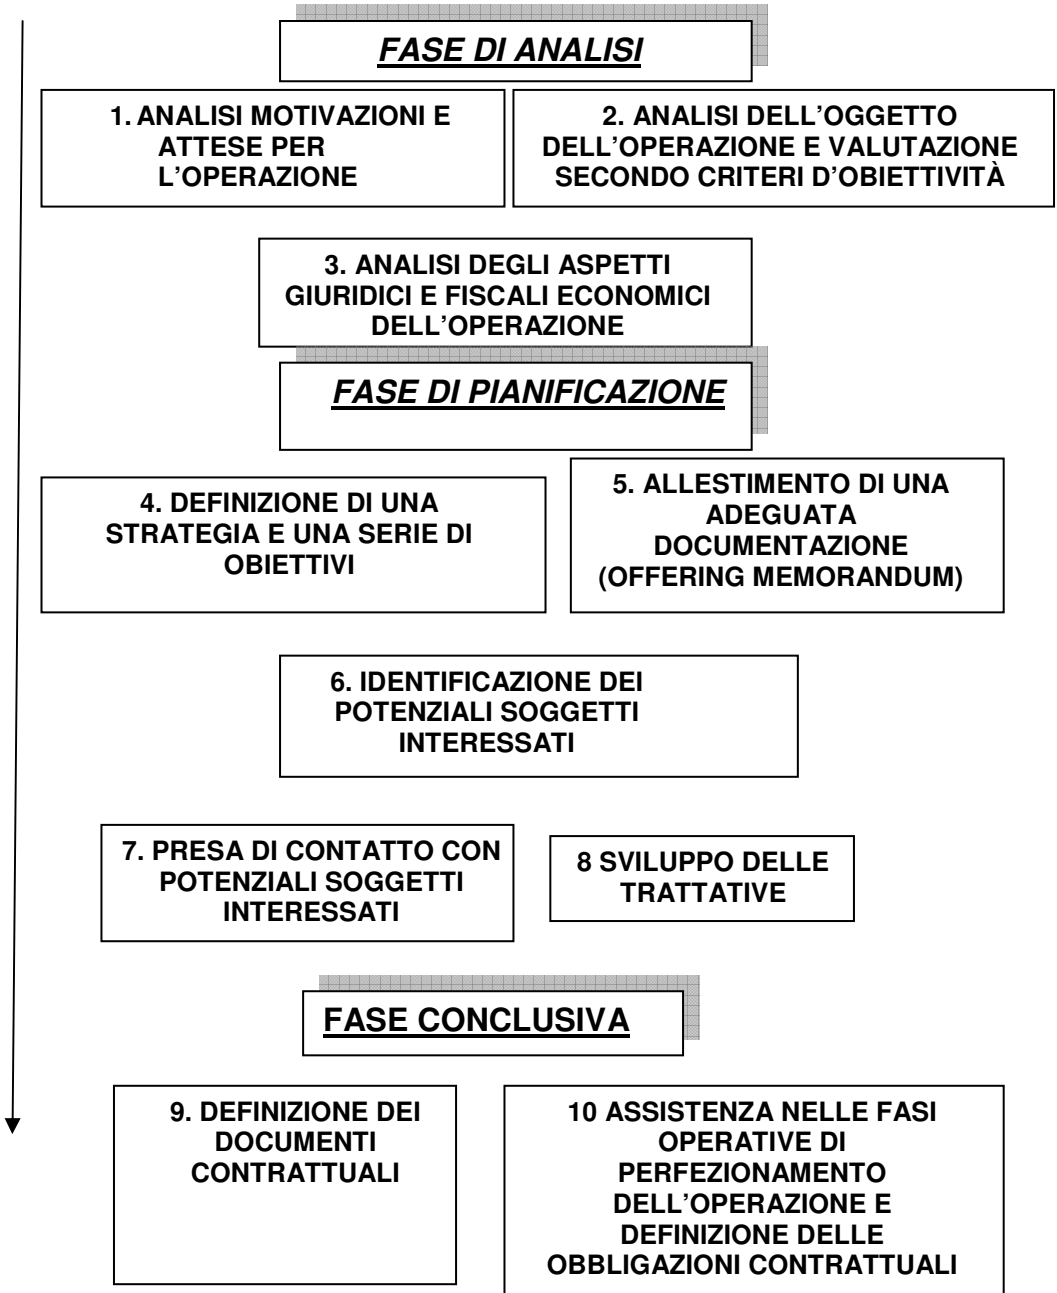 FASE DI ANALISI
1. ANALISI MOTIVAZIONI E
ATTESE PER
L’OPERAZIONE
2. ANALISI DELL’OGGETTO
DELL’OPERAZIONE E VALUTAZIONE
SECONDO CRITERI D’OBIETTIVITÀ
3. ANALISI DEGLI ASPETTI
GIURIDICI E FISCALI ECONOMICI
DELL’OPERAZIONE
FASE DI PIANIFICAZIONE
4. DEFINIZIONE DI UNA
STRATEGIA E UNA SERIE DI
OBIETTIVI
5. ALLESTIMENTO DI UNA
ADEGUATA
DOCUMENTAZIONE
(OFFERING MEMORANDUM)
6. IDENTIFICAZIONE DEI
POTENZIALI SOGGETTI
INTERESSATI
7. PRESA DI CONTATTO CON
POTENZIALI SOGGETTI
INTERESSATI
8 SVILUPPO DELLE
TRATTATIVE
FASE CONCLUSIVA
9. DEFINIZIONE DEI
DOCUMENTI
CONTRATTUALI
10 ASSISTENZA NELLE FASI
OPERATIVE DI
PERFEZIONAMENTO
DELL’OPERAZIONE E
DEFINIZIONE DELLE
OBBLIGAZIONI CONTRATTUALI